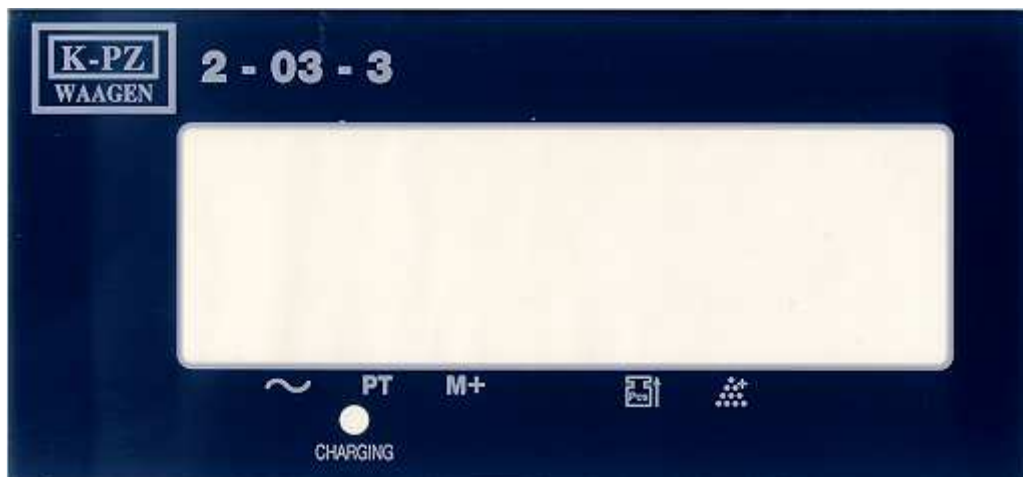 K-PZ
WAAGEN
2 - 03 - 3
PT M+ Pcs
CHARGING